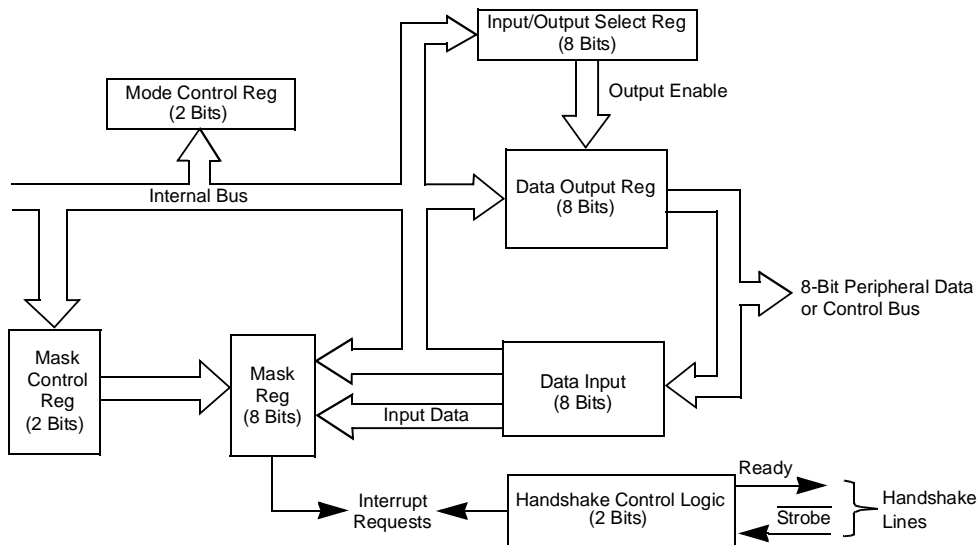 Input/Output Select Reg
(8 Bits)
Mode Control Reg
(2 Bits)
Output Enable
Internal Bus
Data Output Reg
(8 Bits)
8-Bit Peripheral Data
or Control Bus
Mask
Control
Reg
(2 Bits)
Mask
Reg
(8 Bits)
Input Data
Data Input
(8 Bits)
Interrupt
Requests
Handshake Control Logic
(2 Bits)
Ready
Strobe
Handshake
Lines